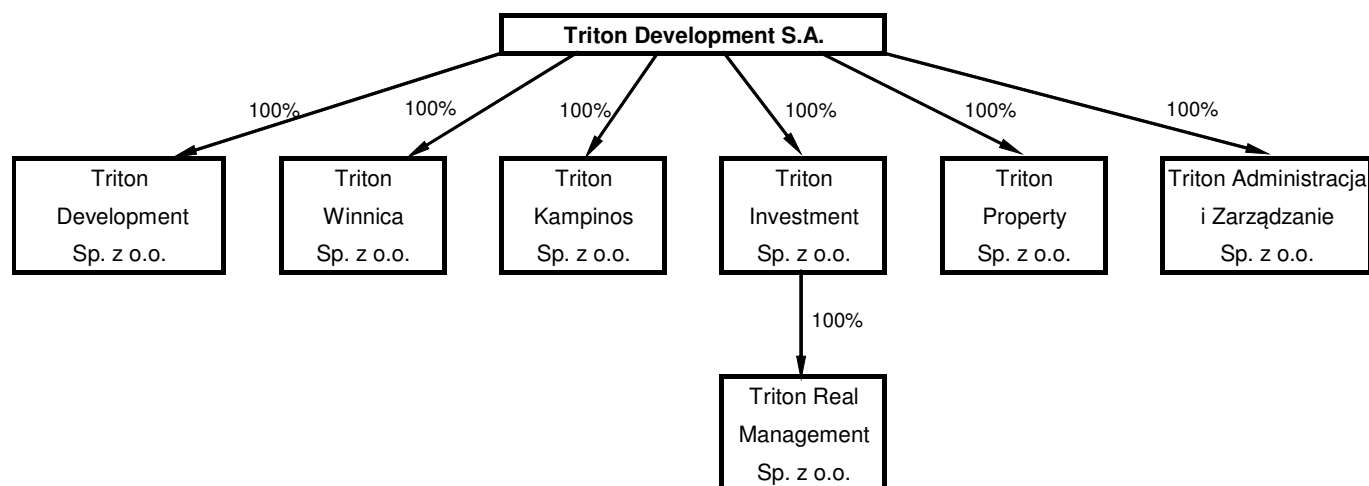 Triton Development S.A.
100%
100%
100%
100%
100%
100%
Triton
Development
Sp. z o.o.
Triton
Winnica
Sp. z o.o.
Triton
Kampinos
Sp. z o.o.
Triton
Investment
Sp. z o.o.
Triton
Property
Sp. z o.o.
Triton Administracja
i Zarządzanie
Sp. z o.o.
100%
Triton Real
Management
Sp. z o.o.